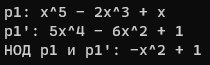 p1: x^5 - 2x^3 + x
p1': 5x^4 - 6x^2 + 1
НОД p1 и p1': -x^2 + 1